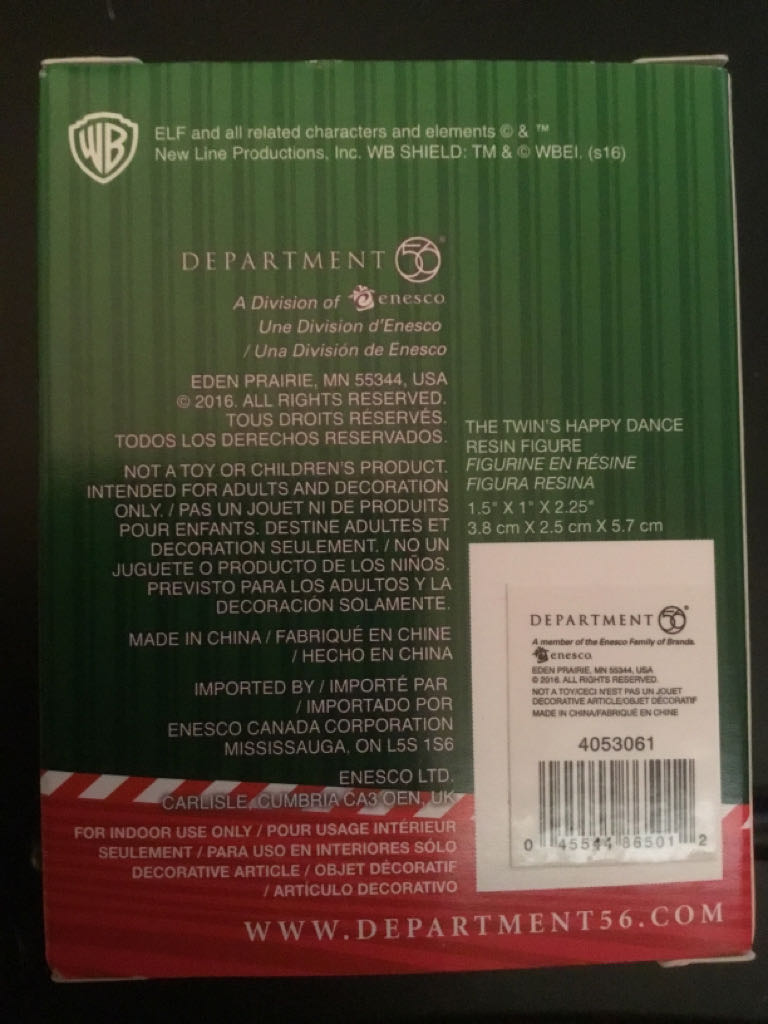 WB
ELF and all related characters and elements © & ™
New Line Productions, Inc. WB SHIELD: TM & © WBEI. (s16)
DEPARTMENT 56®
A Division of enesco
Une Division d'Enesco
/ Una División de Enesco
EDEN PRAIRIE, MN 55344, USA
© 2016. ALL RIGHTS RESERVED.
TOUS DROITS RÉSERVÉS.
TODOS LOS DERECHOS RESERVADOS.
NOT A TOY OR CHILDREN'S PRODUCT.
INTENDED FOR ADULTS AND DECORATION
ONLY. / PAS UN JOUET NI DE PRODUITS
POUR ENFANTS. DESTINE ADULTES ET
DECORATION SEULEMENT. / NO UN
JUGUETE O PRODUCTO DE LOS NIÑOS.
PREVISTO PARA LOS ADULTOS Y LA
DECORACIÓN SOLAMENTE.
MADE IN CHINA / FABRIQUÉ EN CHINE
/ HECHO EN CHINA
IMPORTED BY / IMPORTÉ PAR
/ IMPORTADO POR
ENESCO CANADA CORPORATION
MISSISSAUGA, ON L5S 1S6
ENESCO LTD.
CARLISLE, CUMBRIA CA3 OEN, UK
FOR INDOOR USE ONLY / POUR USAGE INTÉRIEUR
SEULEMENT / PARA USO EN INTERIORES SÓLO
DECORATIVE ARTICLE / OBJET DÉCORATIF
/ ARTÍCULO DECORATIVO
THE TWIN'S HAPPY DANCE
RESIN FIGURE
FIGURINE EN RÉSINE
FIGURA RESINA
1.5" X 1" X 2.25"
3.8 cm X 2.5 cm X 5.7 cm
DEPARTMENT 56®
A member of the Enesco Family of Brands.
enesco
EDEN PRAIRIE, MN 55344, USA
© 2016. ALL RIGHTS RESERVED.
NOT A TOY/CECI N'EST PAS UN JOUET
DECORATIVE ARTICLE/OBJET DÉCORATIF
MADE IN CHINA/FABRIQUÉ EN CHINE
4053061
0 45544 86501 2
WWW.DEPARTMENT56.COM